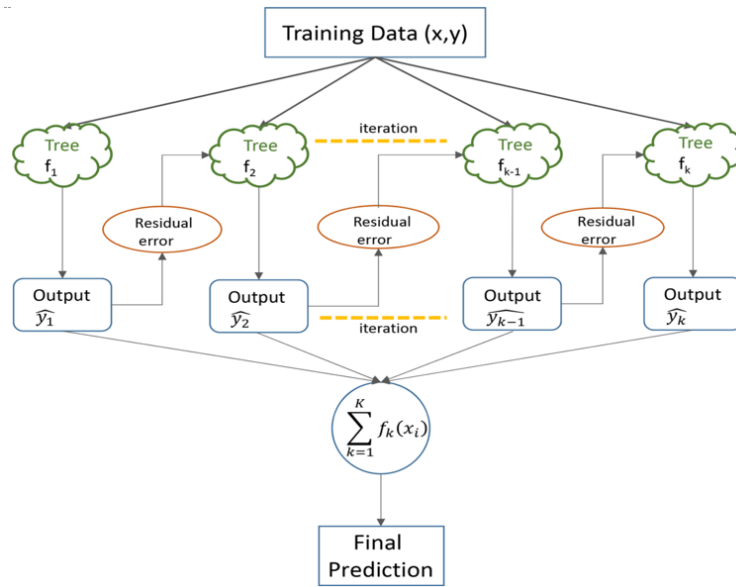 Training Data (x,y)
iteration
Tree
f₁
Tree
f₂
Tree
fₖ₋₁
Tree
fₖ
Residual
error
Residual
error
Residual
error
Output
ŷ₁
Output
ŷ₂
Output
ŷₖ₋₁
Output
ŷₖ
iteration
∑ₖ₌₁ᴷ fₖ(xᵢ)
Final
Prediction